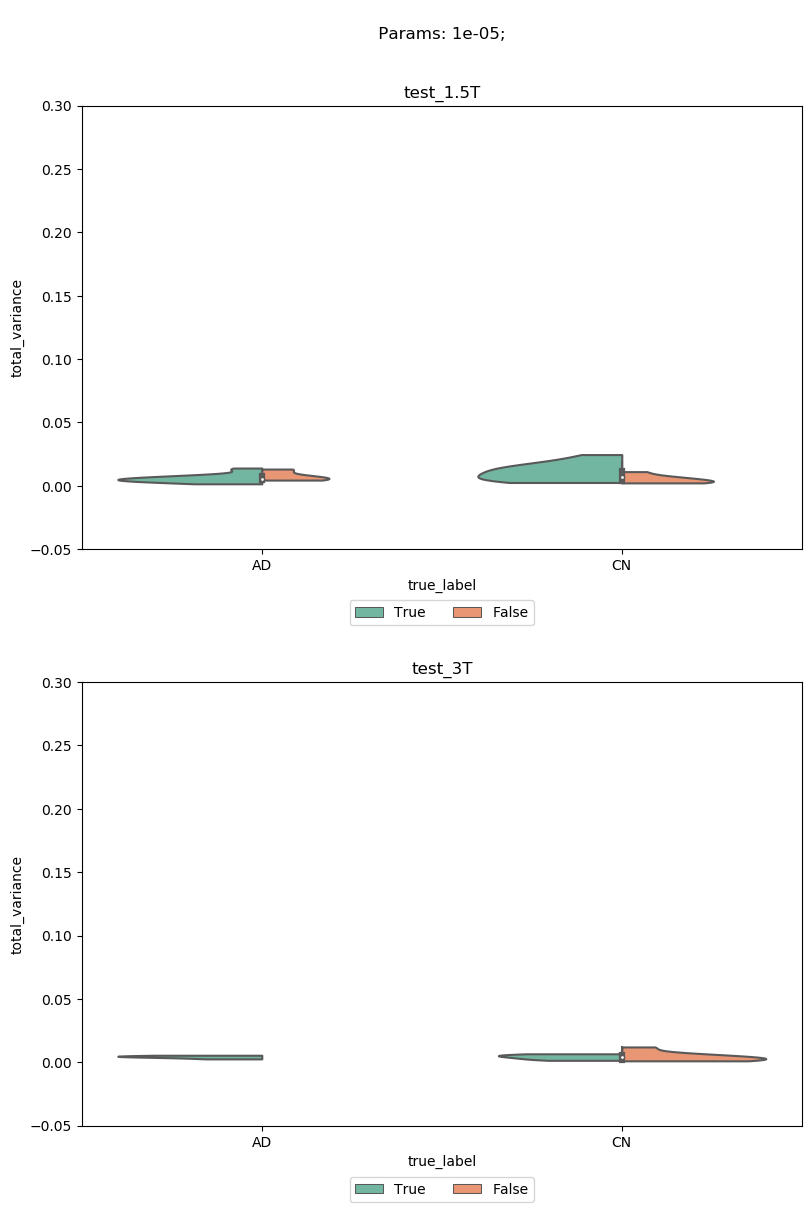 Params: 1e-05;
test_1.5T
0.30
0.25
0.20
0.15
0.10
0.05
0.00
−0.05
total_variance
AD CN
true_label
True False
test_3T
0.30
0.25
0.20
0.15
0.10
0.05
0.00
−0.05
total_variance
AD CN
true_label
True False